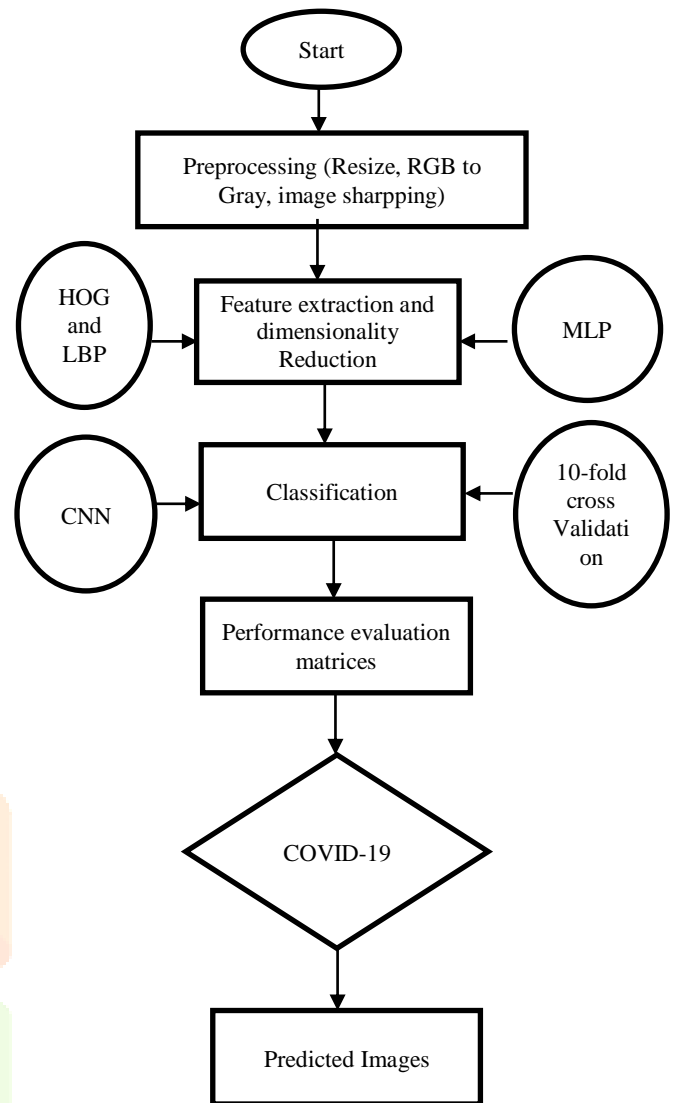 Start
Preprocessing (Resize, RGB to
Gray, image sharpping)
HOG
and
LBP
Feature extraction and
dimensionality
Reduction
MLP
CNN
Classification
10-fold
cross
Validati
on
Performance evaluation
matrices
COVID-19
Predicted Images